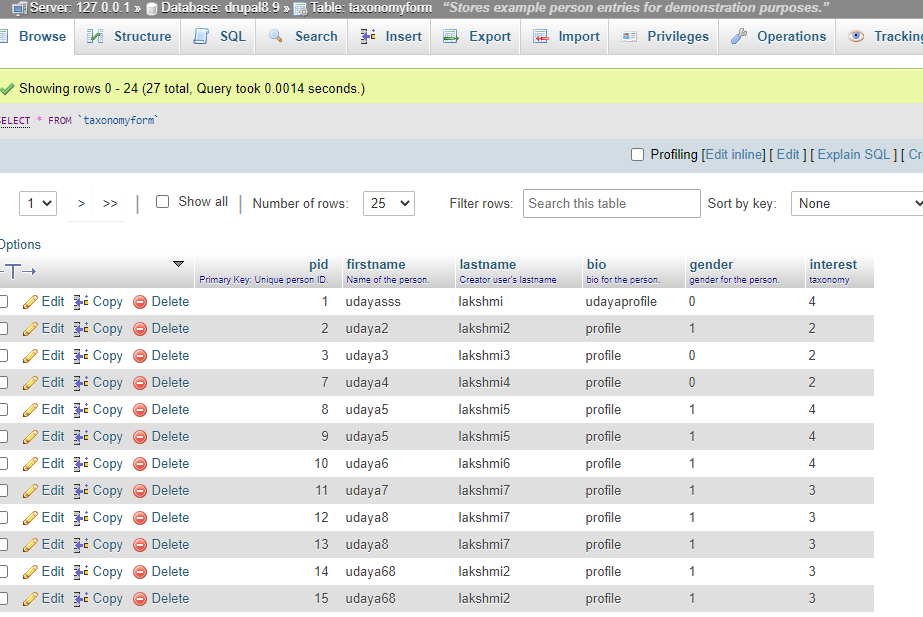 Server: 127.0.0.1 » Database: drupal8.9 » Table: taxonomyform "Stores example person entries for demonstration purposes."
Browse Structure SQL Search Insert Export Import Privileges Operations Tracking
Showing rows 0 - 24 (27 total, Query took 0.0014 seconds.)
SELECT * FROM `taxonomyform`
Profiling [Edit inline] [ Edit ] [ Explain SQL ] [ Cr
1 > >> | Show all | Number of rows: 25 Filter rows: Search this table Sort by key: None
Options
pid firstname lastname bio gender interest
Primary Key: Unique person ID. Name of the person. Creator user's lastname bio for the person. gender for the person. taxonomy
Edit Copy Delete 1 udayasss lakshmi udayaprofile 0 4
Edit Copy Delete 2 udaya2 lakshmi2 profile 1 2
Edit Copy Delete 3 udaya3 lakshmi3 profile 0 2
Edit Copy Delete 7 udaya4 lakshmi4 profile 0 2
Edit Copy Delete 8 udaya5 lakshmi5 profile 1 4
Edit Copy Delete 9 udaya5 lakshmi5 profile 1 4
Edit Copy Delete 10 udaya6 lakshmi6 profile 1 4
Edit Copy Delete 11 udaya7 lakshmi7 profile 1 3
Edit Copy Delete 12 udaya8 lakshmi7 profile 1 3
Edit Copy Delete 13 udaya8 lakshmi7 profile 1 3
Edit Copy Delete 14 udaya68 lakshmi2 profile 1 3
Edit Copy Delete 15 udaya68 lakshmi2 profile 1 3